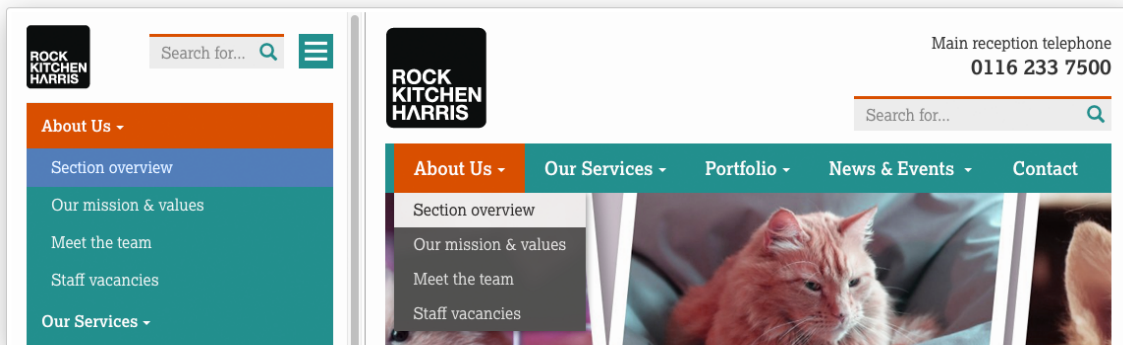 ROCK
KITCHEN
HARRIS
Search for...
About Us
Section overview
Our mission & values
Meet the team
Staff vacancies
Our Services
ROCK
KITCHEN
HARRIS
Main reception telephone
0116 233 7500
Search for...
About Us Our Services Portfolio News & Events Contact
Section overview
Our mission & values
Meet the team
Staff vacancies